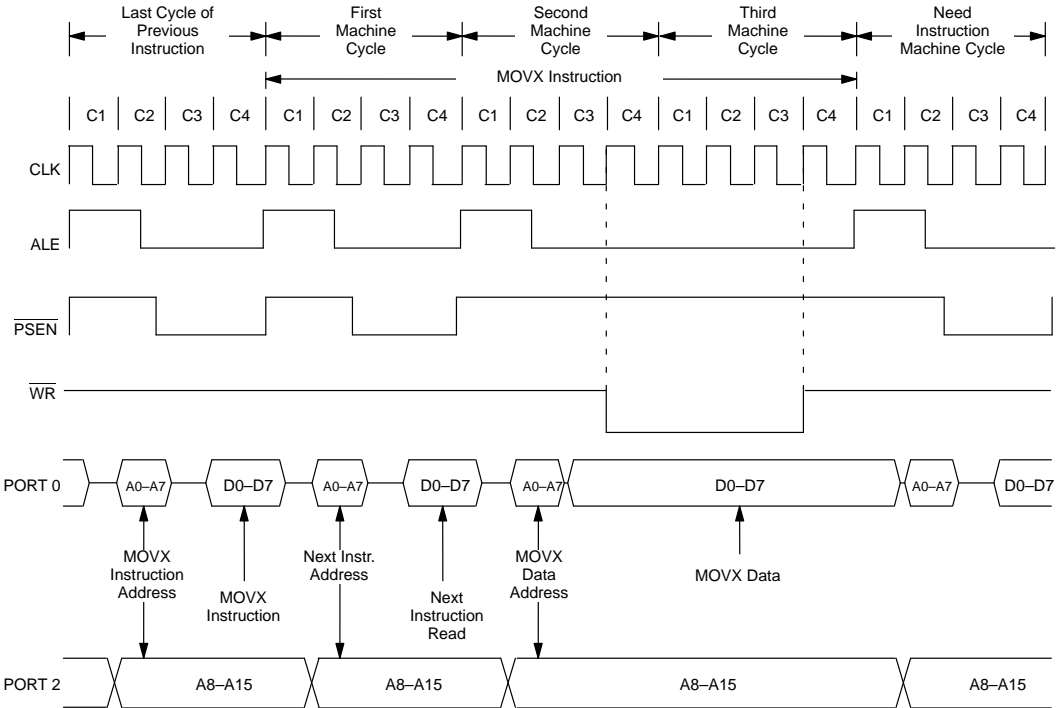 Last Cycle of
Previous
Instruction
First
Machine
Cycle
Second
Machine
Cycle
Third
Machine
Cycle
Need
Instruction
Machine Cycle
MOVX Instruction
C1 C2 C3 C4 C1 C2 C3 C4 C1 C2 C3 C4 C1 C2 C3 C4 C1 C2 C3 C4
CLK
ALE
PSEN
WR
PORT 0 A0–A7 D0–D7 A0–A7 D0–D7 A0–A7 D0–D7 A0–A7 D0–D7
MOVX
Instruction
Address
MOVX
Instruction
Next Instr.
Address
Next
Instruction
Read
MOVX
Data
Address
MOVX Data
PORT 2 A8–A15 A8–A15 A8–A15 A8–A15